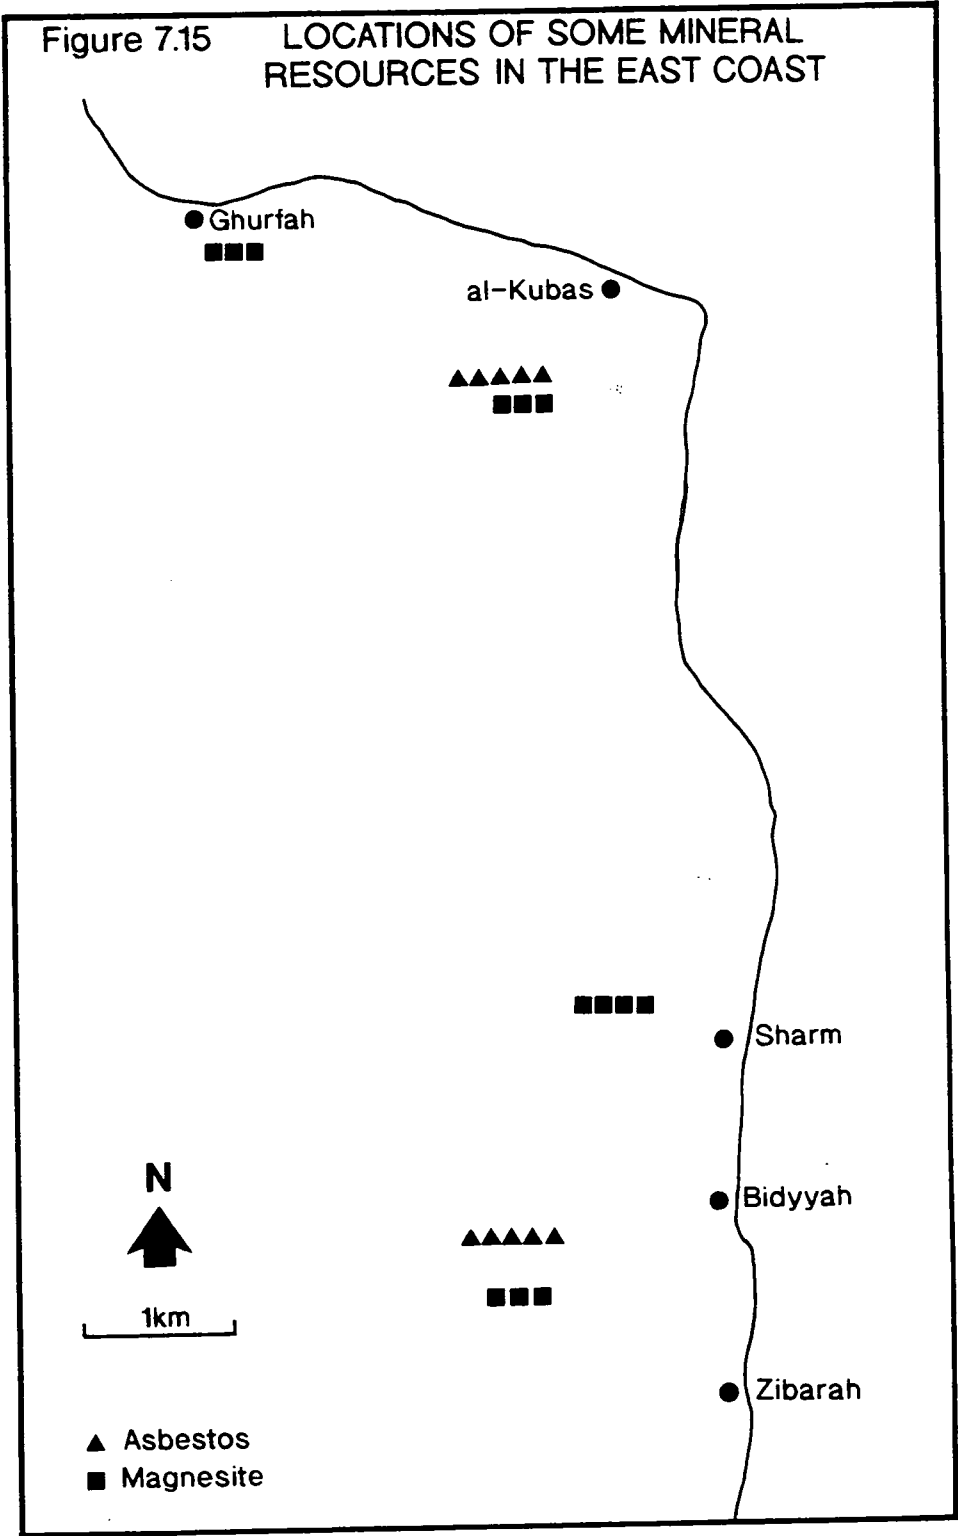 Figure 7.15
LOCATIONS OF SOME MINERAL
RESOURCES IN THE EAST COAST
Ghurfah
al-Kubas
Sharm
Bidyyah
Zibarah
N
1km
Asbestos
Magnesite